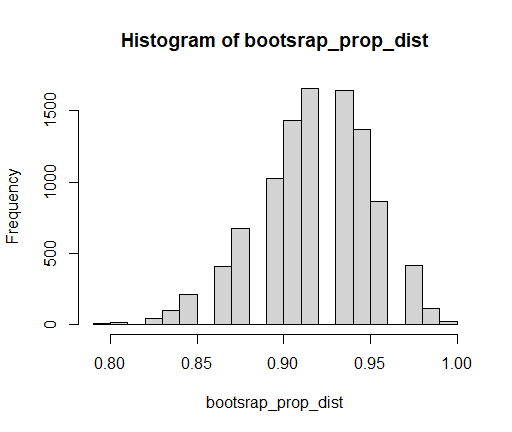 Histogram of bootsrap_prop_dist
Frequency
0
500
1000
1500
0.80 0.85 0.90 0.95 1.00
bootsrap_prop_dist